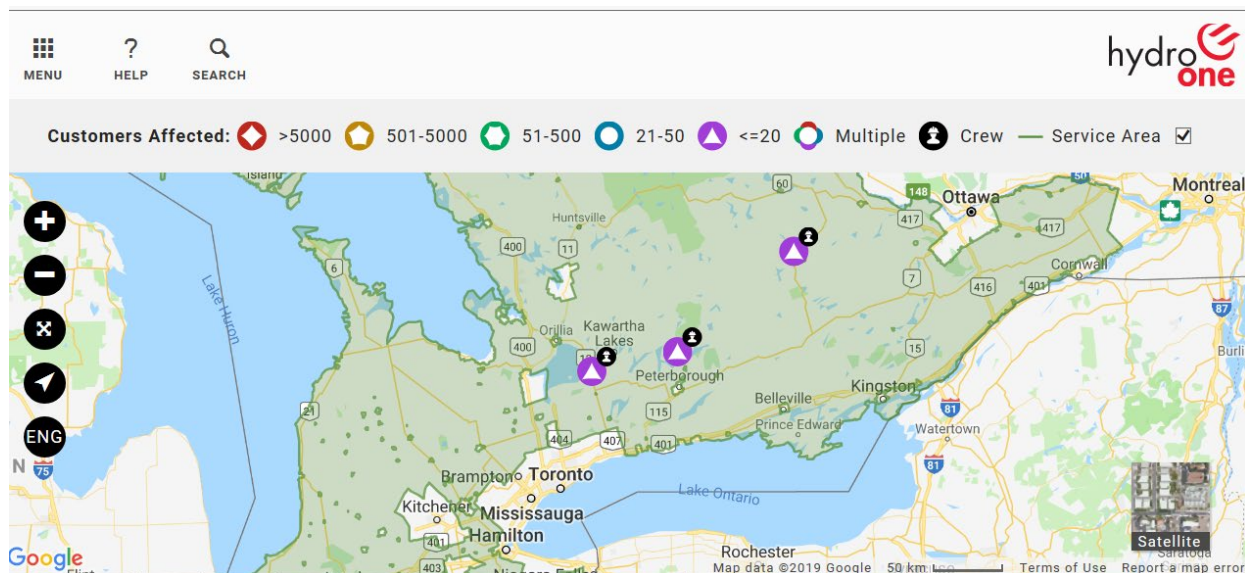 MENU
HELP
SEARCH
hydro
one
Customers Affected: >5000 501-5000 51-500 21-50 <=20 Multiple Crew Service Area
Island
60
148
50
Montreal
Ottawa
417
417
Huntsville
400
11
6
7
Cornwall
416
401
87
Lake Huron
Orillia
Kawartha
Lakes
400
15
Peterborough
Kingston
ENG
21
115
Belleville
81
Prince Edward
Watertown
404
407
401
N
75
Brampton
Toronto
81
Lake Ontario
Kitchener
Mississauga
401
Hamilton
Satellite
Rochester
Google
403
Map data ©2019 Google 50 km Terms of Use Report a map error